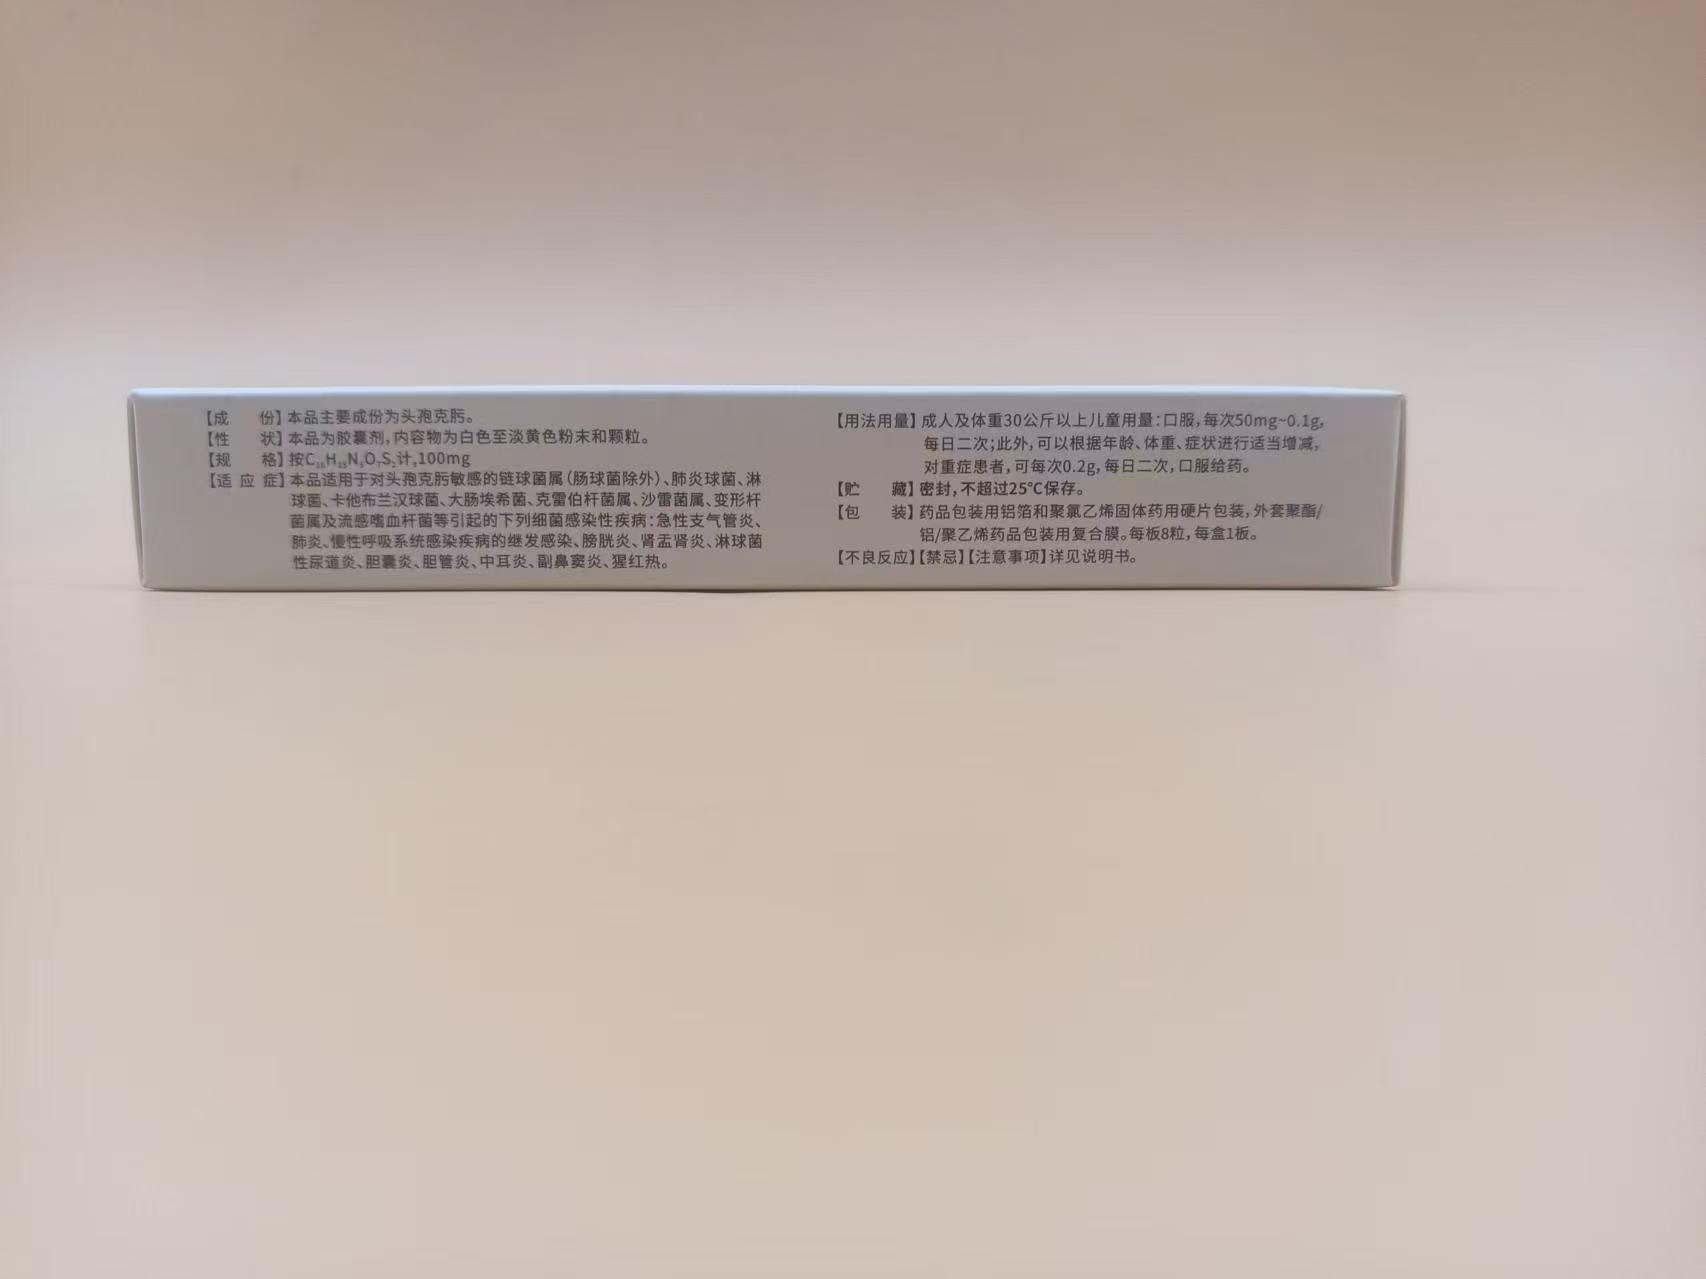 【成 份】本品主要成份为头孢克肟。
【性 状】本品为胶囊剂，内容物为白色至淡黄色粉末和颗粒。
【规 格】按C₁₆H₁₅N₅O₇S₂计，100mg
【适 应 症】本品适用于对头孢克肟敏感的链球菌属（肠球菌除外）、肺炎球菌、淋
球菌、卡他布兰汉球菌、大肠埃希菌、克雷伯杆菌属、沙雷菌属、变形杆
菌属及流感嗜血杆菌等引起的下列细菌感染性疾病：急性支气管炎、
肺炎、慢性呼吸系统感染疾病的继发感染、膀胱炎、肾盂肾炎、淋球菌
性尿道炎、胆囊炎、胆管炎、中耳炎、副鼻窦炎、猩红热。
【用法用量】成人及体重30公斤以上儿童用量：口服，每次50mg~0.1g，
每日二次；此外，可以根据年龄、体重、症状进行适当增减，
对重症患者，可每次0.2g，每日二次，口服给药。
【贮 藏】密封，不超过25℃保存。
【包 装】药品包装用铝箔和聚氯乙烯固体药用硬片包装，外套聚酯/
铝/聚乙烯药品包装用复合膜。每板8粒，每盒1板。
【不良反应】【禁忌】【注意事项】详见说明书。